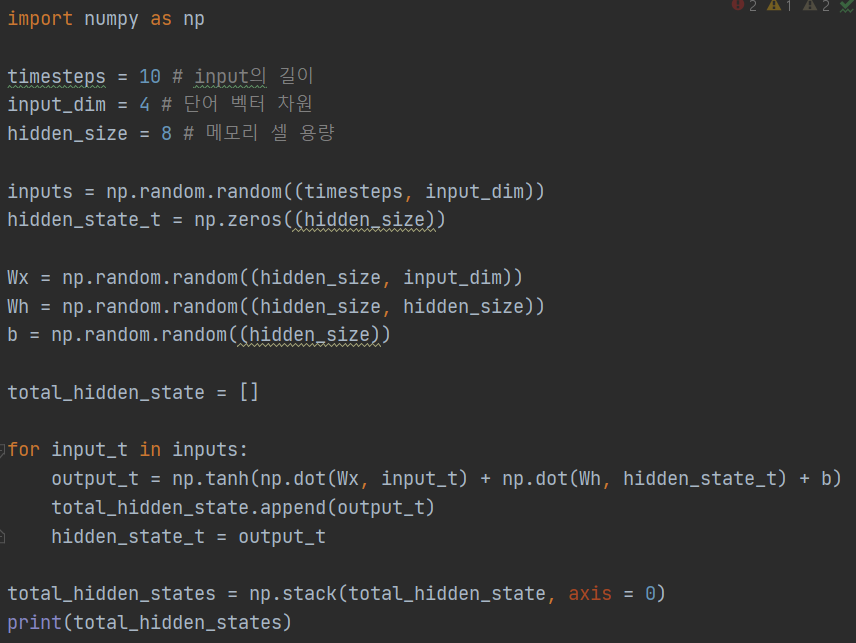 2 1 2
import numpy as np
timesteps = 10 # input의 길이
input_dim = 4 # 단어 벡터 차원
hidden_size = 8 # 메모리 셀 용량
inputs = np.random.random((timesteps, input_dim))
hidden_state_t = np.zeros((hidden_size))
Wx = np.random.random((hidden_size, input_dim))
Wh = np.random.random((hidden_size, hidden_size))
b = np.random.random((hidden_size))
total_hidden_state = []
for input_t in inputs:
    output_t = np.tanh(np.dot(Wx, input_t) + np.dot(Wh, hidden_state_t) + b)
    total_hidden_state.append(output_t)
    hidden_state_t = output_t
total_hidden_states = np.stack(total_hidden_state, axis = 0)
print(total_hidden_states)